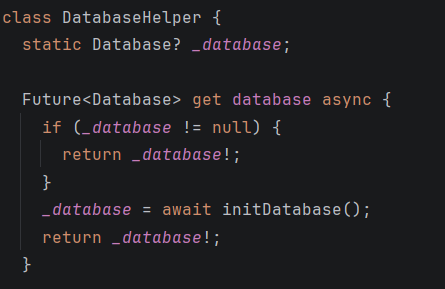 class DatabaseHelper {
  static Database? _database;

  Future<Database> get database async {
    if (_database != null) {
      return _database!;
    }
    _database = await initDatabase();
    return _database!;
  }